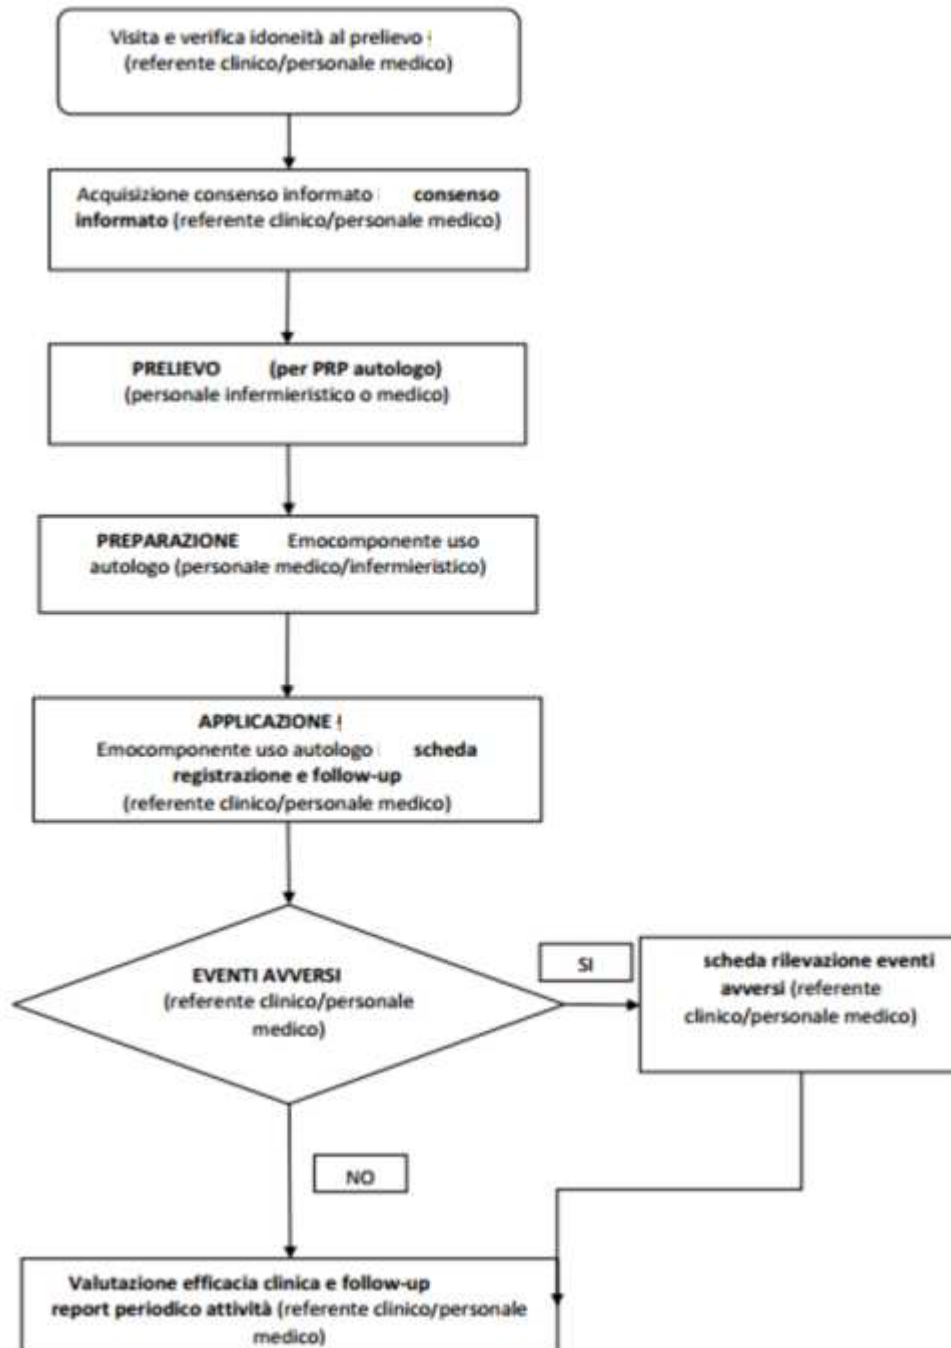 Visita e verifica idoneità al prelievo
(referente clinico/personale medico)
Acquisizione consenso informato consenso
informato (referente clinico/personale medico)
PRELIEVO (per PRP autologo)
(personale infermieristico o medico)
PREPARAZIONE Emocomponente uso
autologo (personale medico/infermieristico)
APPLICAZIONE
Emocomponente uso autologo scheda
registrazione e follow-up
(referente clinico/personale medico)
EVENTI AVVERSI
(referente clinico/personale
medico)
SI
scheda rilevazione eventi
avversi (referente
clinico/personale medico)
NO
Valutazione efficacia clinica e follow-up
report periodico attività (referente clinico/personale
medico)